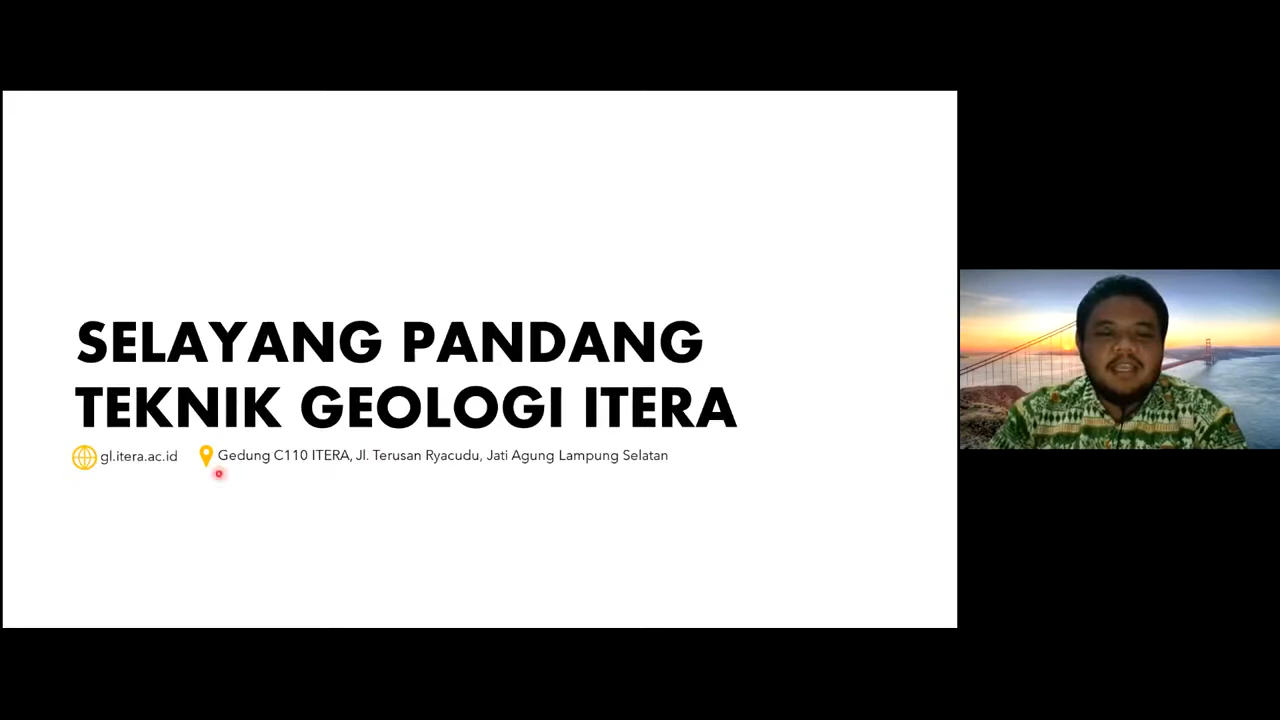 SELAYANG PANDANG
TEKNIK GEOLOGI ITERA
gl.itera.ac.id Gedung C110 ITERA, Jl. Terusan Ryacudu, Jati Agung Lampung Selatan